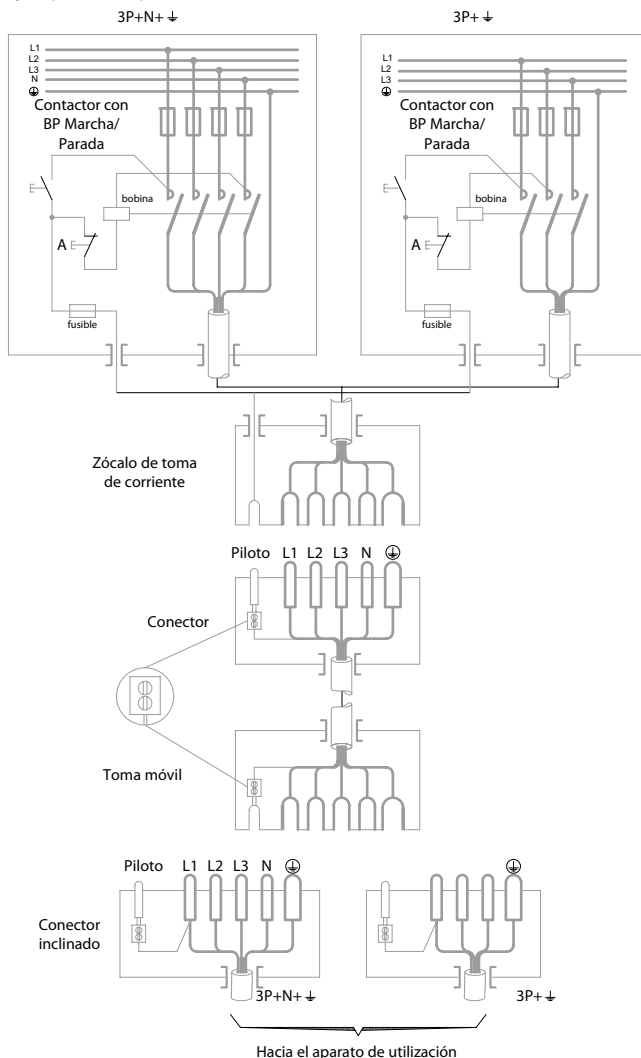 3P+N+⏚
3P+⏚
L1
L2
L3
N
⏚
Contactor con
BP Marcha/
Parada
bobina
A
fusible
L1
L2
L3
⏚
Contactor con
BP Marcha/
Parada
bobina
A
fusible
Zócalo de toma
de corriente
Piloto L1 L2 L3 N ⏚
Conector
Toma móvil
Piloto L1 L2 L3 N ⏚
⏚
Conector
inclinado
3P+N+⏚
3P+⏚
Hacia el aparato de utilización